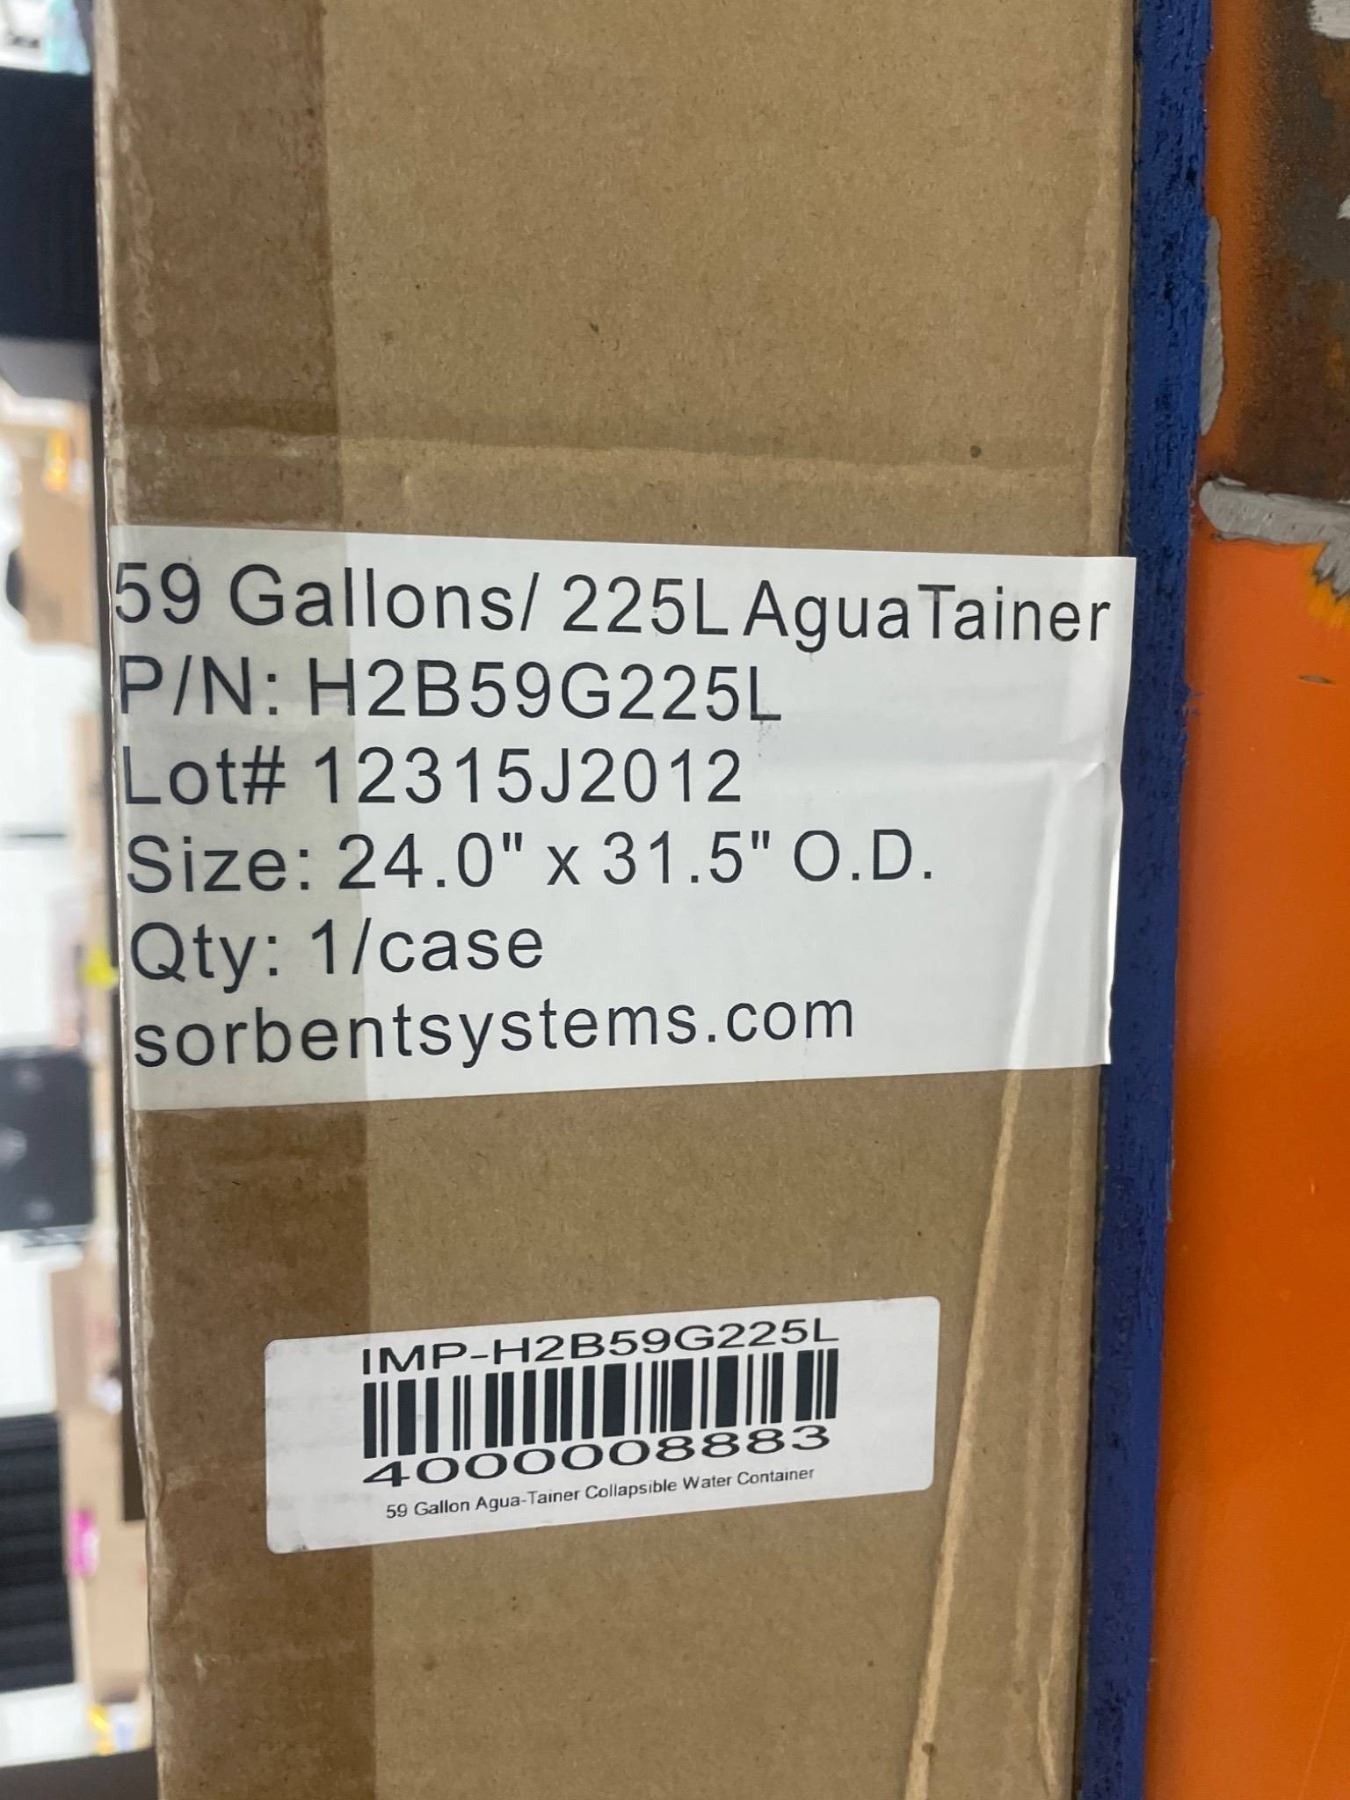 59 Gallons/ 225L AguaTainer
P/N: H2B59G225L
Lot# 12315J2012
Size: 24.0" x 31.5" O.D.
Qty: 1/case
sorbentsystems.com
IMP-H2B59G225L
4000008883
59 Gallon Agua-Tainer Collapsible Water Container